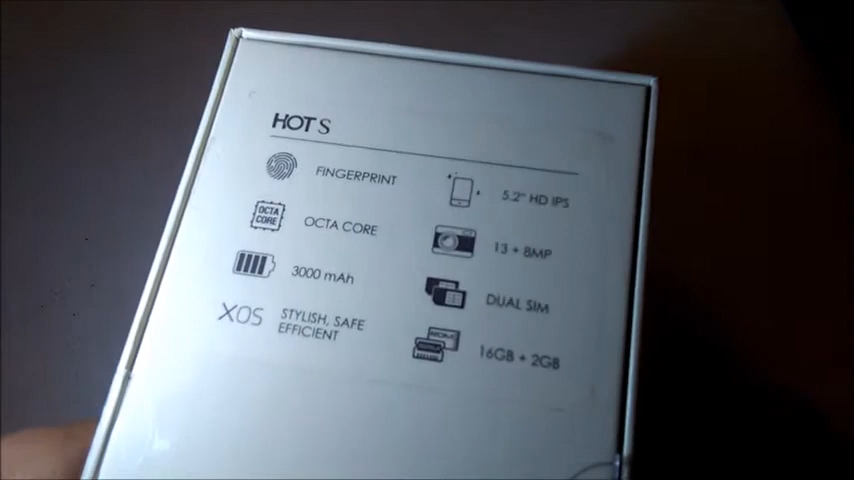 HOT S
FINGERPRINT
5.2" HD IPS
OCTA CORE
OCTA CORE
13 + 8MP
3000 mAh
DUAL SIM
XOS
STYLISH, SAFE
EFFICIENT
16GB + 2GB